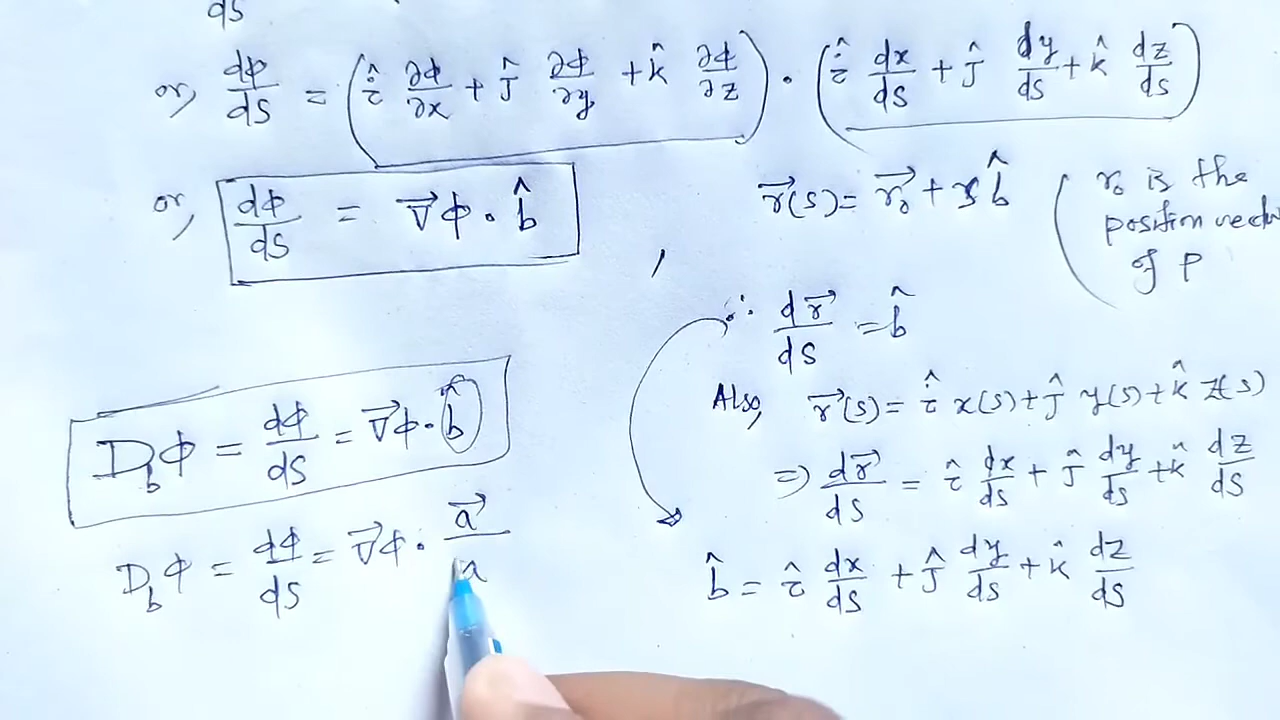 ds
or, dϕ/ds = (î ∂ϕ/∂x + ĵ ∂ϕ/∂y + k̂ ∂ϕ/∂z) · (î dx/ds + ĵ dy/ds + k̂ dz/ds)
or, dϕ/ds = ∇⃗ϕ · b̂ ,
r⃗(s) = r⃗₀ + s b̂ ( r₀ is the
position vect
of P
∴ dr⃗/ds = b̂
Also, r⃗(s) = î x(s) + ĵ y(s) + k̂ z(s)
⇒ dr⃗/ds = î dx/ds + ĵ dy/ds + k̂ dz/ds
b̂ = î dx/ds + ĵ dy/ds + k̂ dz/ds
D_b ϕ = dϕ/ds = ∇⃗ϕ · b̂
D_b ϕ = dϕ/ds = ∇⃗ϕ · a⃗/a